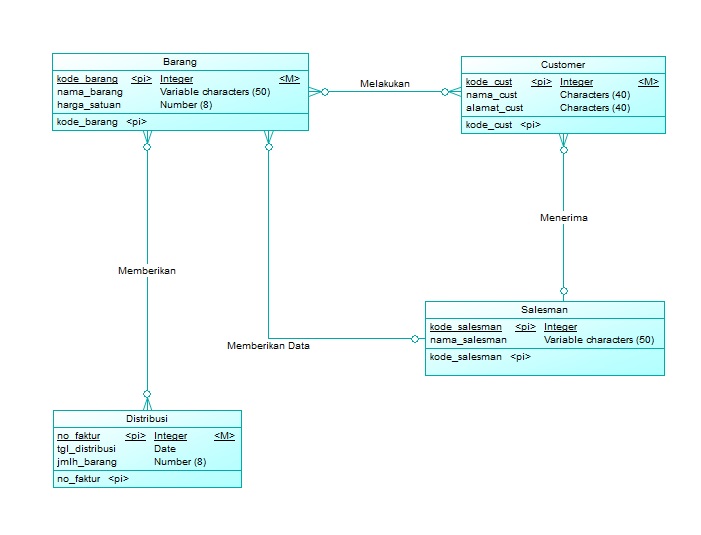 Barang
kode_barang <pi> Integer <M>
nama_barang Variable characters (50)
harga_satuan Number (8)
kode_barang <pi>
Melakukan
Customer
kode_cust <pi> Integer <M>
nama_cust Characters (40)
alamat_cust Characters (40)
kode_cust <pi>
Menerima
Memberikan
Salesman
kode_salesman <pi> Integer
nama_salesman Variable characters (50)
kode_salesman <pi>
Memberikan Data
Distribusi
no_faktur <pi> Integer <M>
tgl_distribusi Date
jmlh_barang Number (8)
no_faktur <pi>